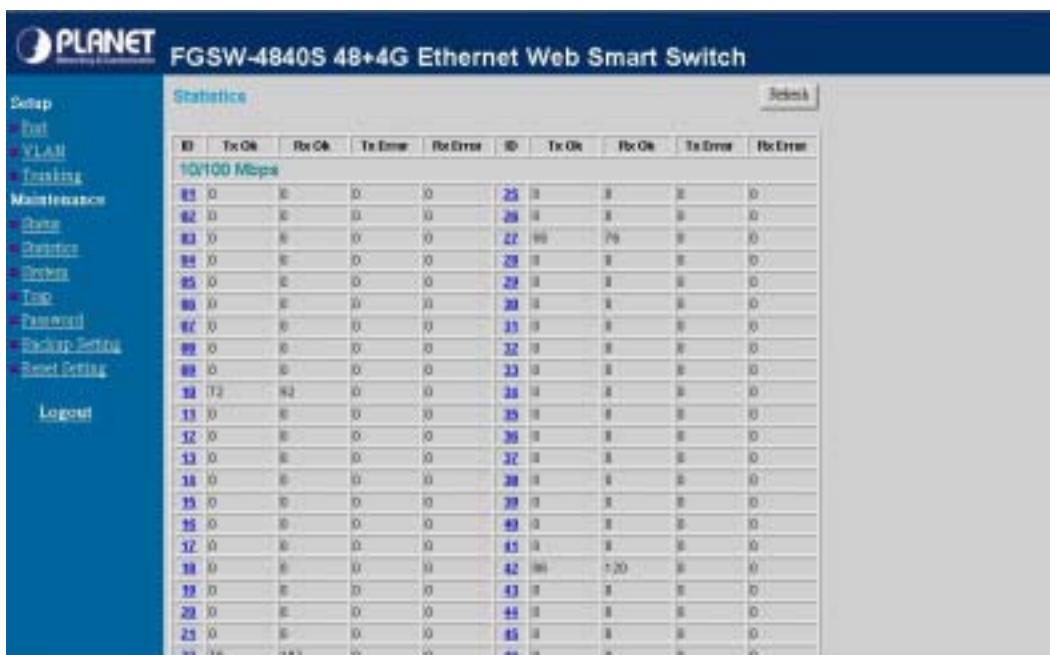 PLANET
FGSW-4840S 48+4G Ethernet Web Smart Switch
Setup
Port
VLAN
Trunking
Maintenance
Status
Statistics
System
Trap
Password
Backup Setting
Reset Setting
Logout
Statistics
Refresh
ID Tx Ok Rx Ok Tx Error Rx Error ID Tx Ok Rx Ok Tx Error Rx Error
10/100 Mbps
01 0 0 0 0 25 0 0 0 0
02 0 0 0 0 26 0 0 0 0
03 0 0 0 0 27 76 0 0
04 0 0 0 0 28 0 0 0 0
05 0 0 0 0 29 0 0 0 0
06 0 0 0 0 30 0 0 0 0
07 0 0 0 0 31 0 0 0 0
08 0 0 0 0 32 0 0 0 0
09 0 0 0 0 33 0 0 0 0
10 72 92 0 0 34 0 0 0 0
11 0 0 0 0 35 0 0 0 0
12 0 0 0 0 36 0 0 0 0
13 0 0 0 0 37 0 0 0 0
14 0 0 0 0 38 0 0 0 0
15 0 0 0 0 39 0 0 0 0
16 0 0 0 0 40 0 0 0 0
17 0 0 0 0 41 0 0 0 0
18 0 0 0 0 42 120 0 0
19 0 0 0 0 43 0 0 0 0
20 0 0 0 0 44 0 0 0 0
21 0 0 0 0 45 0 0 0 0